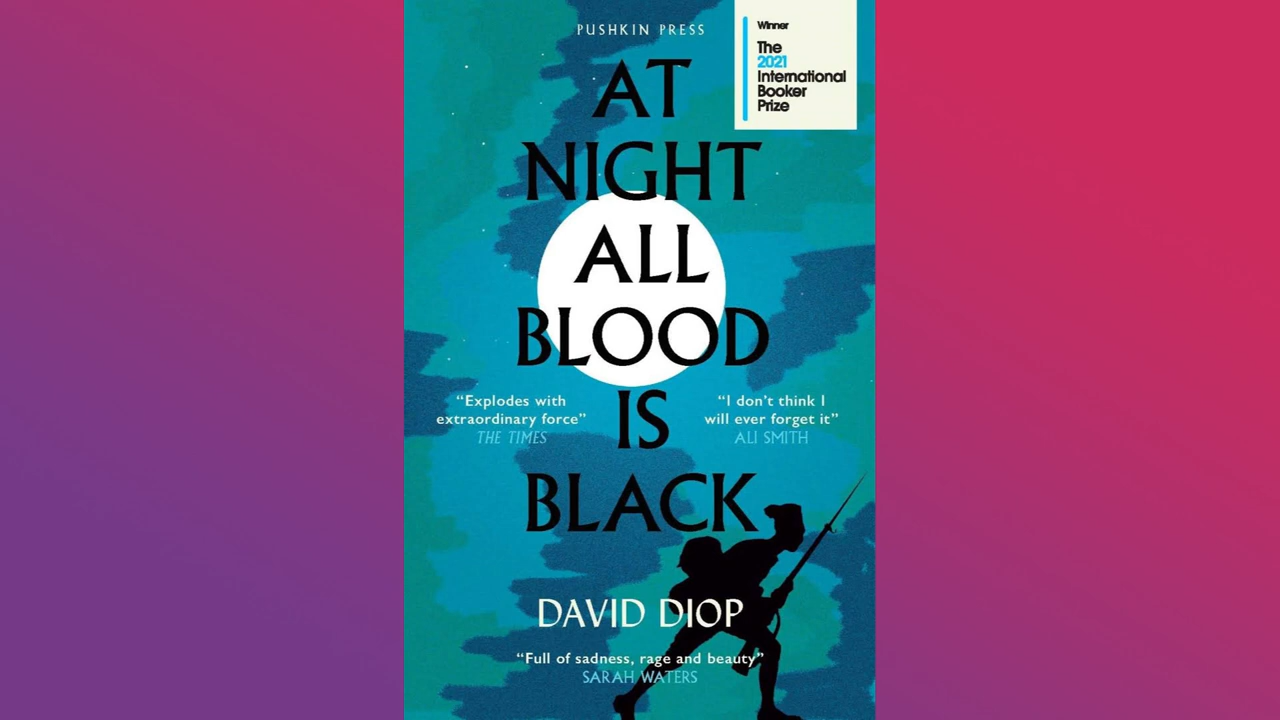 PUSHKIN PRESS
Winner
The
2021
International
Booker
Prize
AT
NIGHT
ALL
BLOOD
IS
BLACK
“Explodes with
extraordinary force”
THE TIMES
“I don’t think I
will ever forget it”
ALI SMITH
DAVID DIOP
“Full of sadness, rage and beauty”
SARAH WATERS